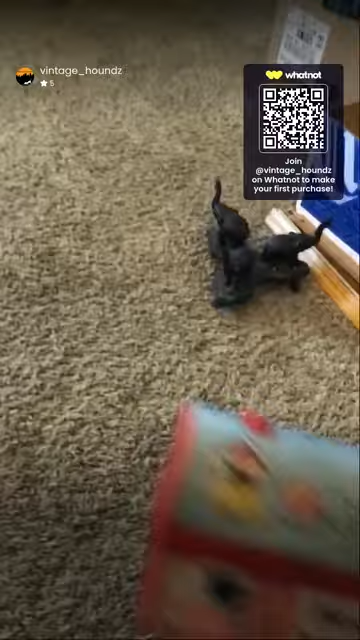 vintage_houndz
5
whatnot
Join
@vintage_houndz
on Whatnot to make
your first purchase!